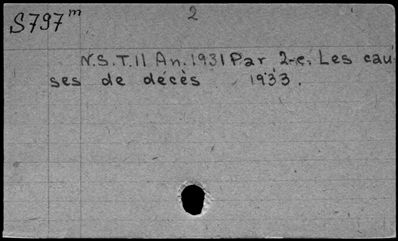 S797m 2
N.S.T.11 An.1931 Par 2-e. Les cau
ses de décès 1933.